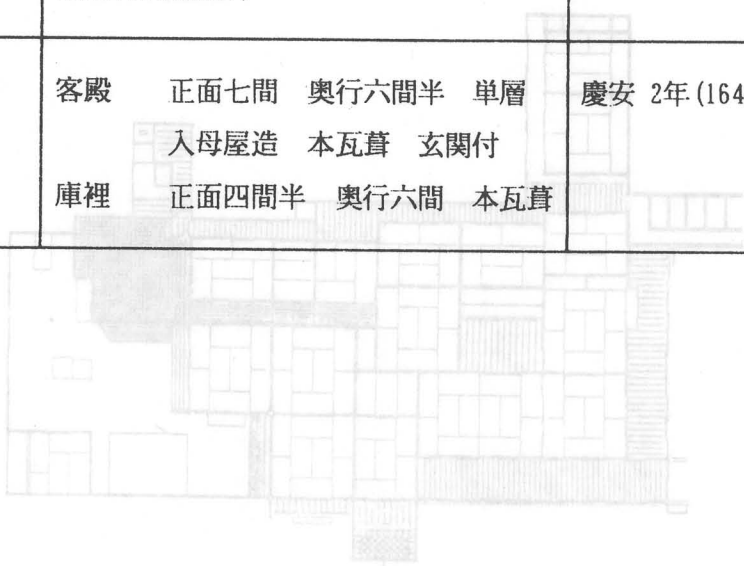 客殿 正面七間 奥行六間半 単層 慶安 2年(164
入母屋造 本瓦葺 玄関付
庫裡 正面四間半 奥行六間 本瓦葺